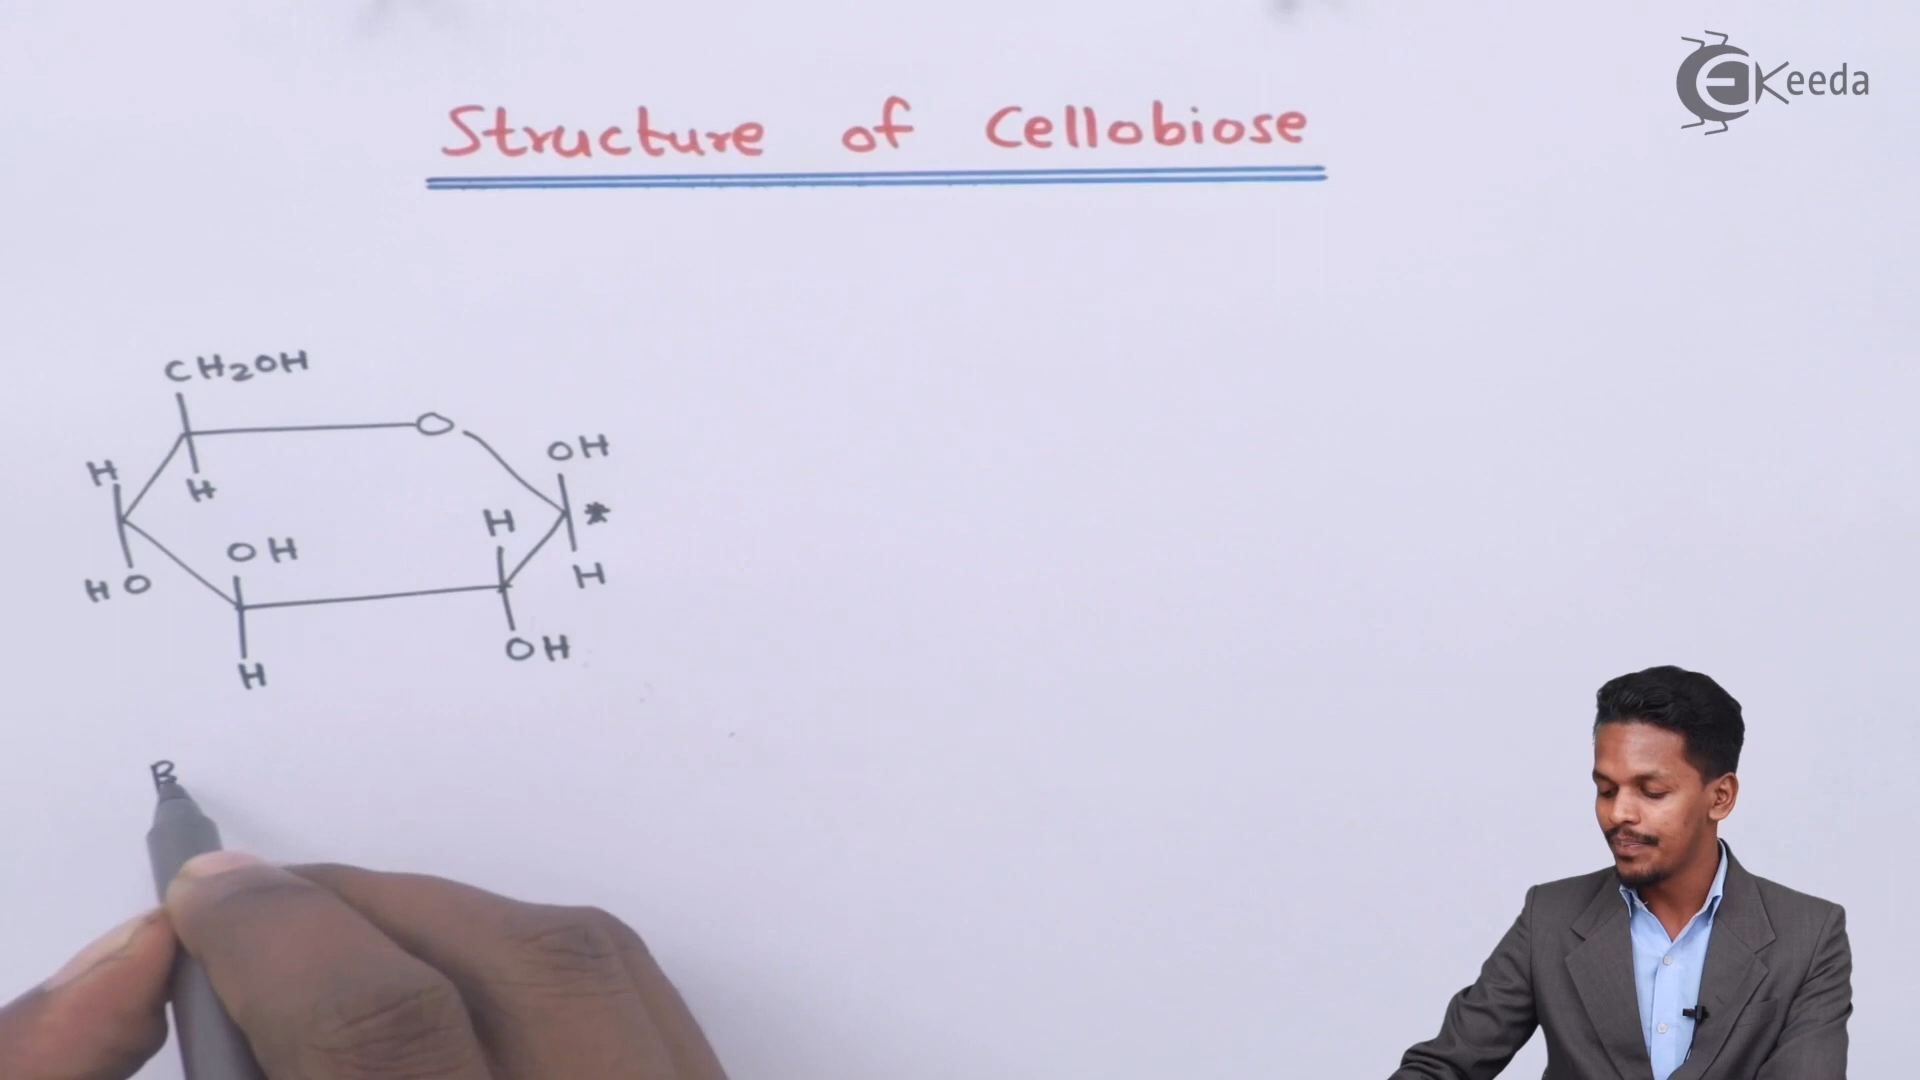 Structure of Cellobiose
EKeeda
CH2OH
O
H
H
OH
*
H
OH
H
H
HO
OH
H
B